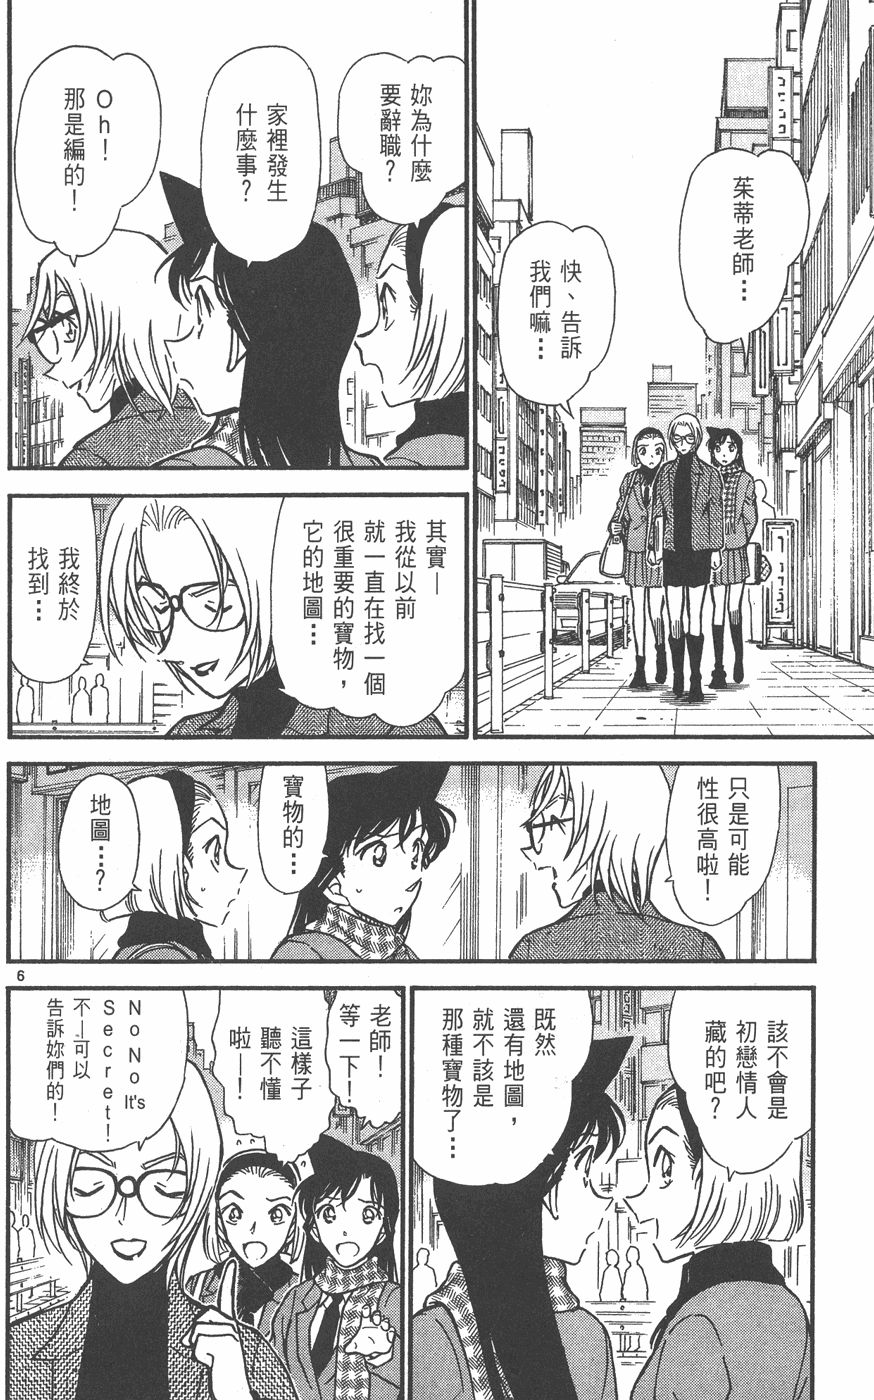 茱蒂老師…
快、告訴
我們嘛…
妳為什麼
要辭職？
家裡發生
什麼事？
Oh！
那是編的！
其實—
我從以前
就一直在找一個
很重要的寶物，
它的地圖…
我終於
找到…
只是可能
性很高啦！
寶物的…
地圖…？
6
該不會是
初戀情人
藏的吧？
既然
還有地圖，
就不該是
那種寶物了…
老師！
等一下！
這樣子
聽不懂
啦—！
No No It's
Secret！
不—可以
告訴妳們的！